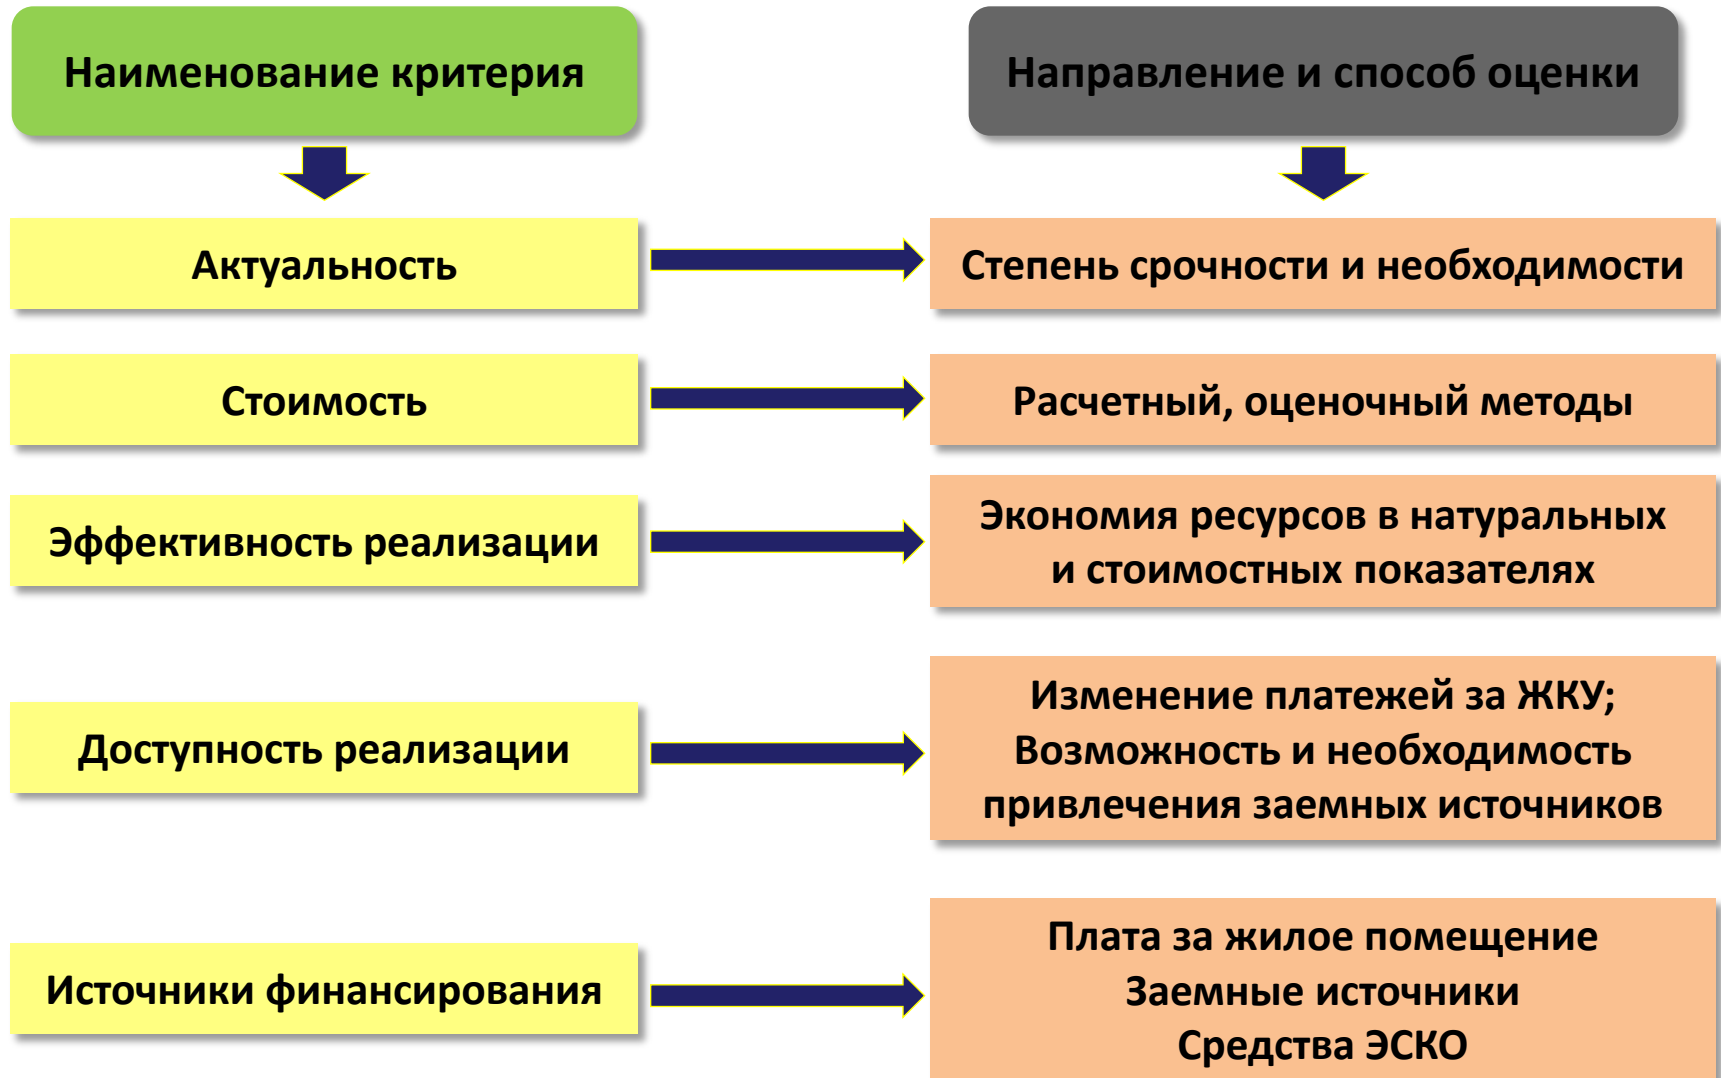 Наименование критерия
Направление и способ оценки
Актуальность
Степень срочности и необходимости
Стоимость
Расчетный, оценочный методы
Эффективность реализации
Экономия ресурсов в натуральных
и стоимостных показателях
Доступность реализации
Изменение платежей за ЖКУ;
Возможность и необходимость
привлечения заемных источников
Источники финансирования
Плата за жилое помещение
Заемные источники
Средства ЭСКО